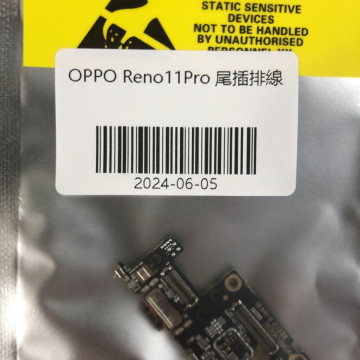 STATIC SENSITIVE
DEVICES
NOT TO BE HANDLED
BY UNAUTHORISED
OPPO Reno11Pro 尾插排線
2024-06-05